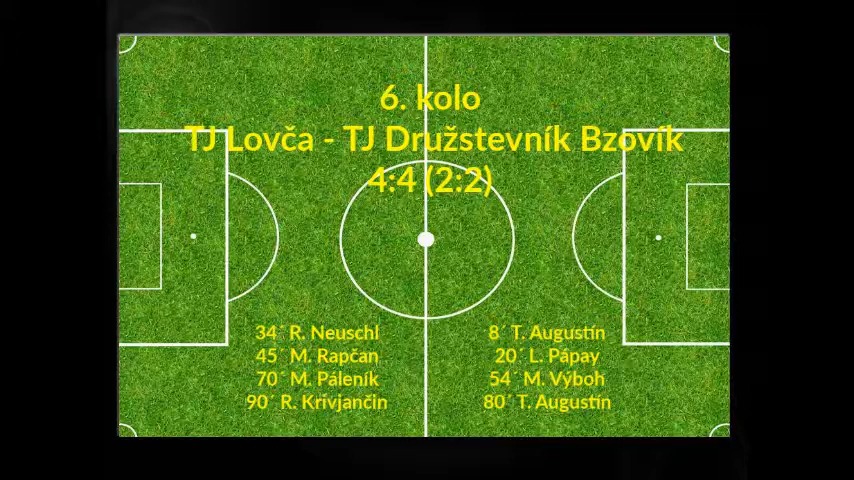 6. kolo
TJ Lovča - TJ Družstevník Bzovík
4:4 (2:2)
34´ R. Neuschl
45´ M. Rapčan
70´ M. Páleník
90´ R. Krivjančin
8´ T. Augustín
20´ L. Pápay
54´ M. Výboh
80´ T. Augustín